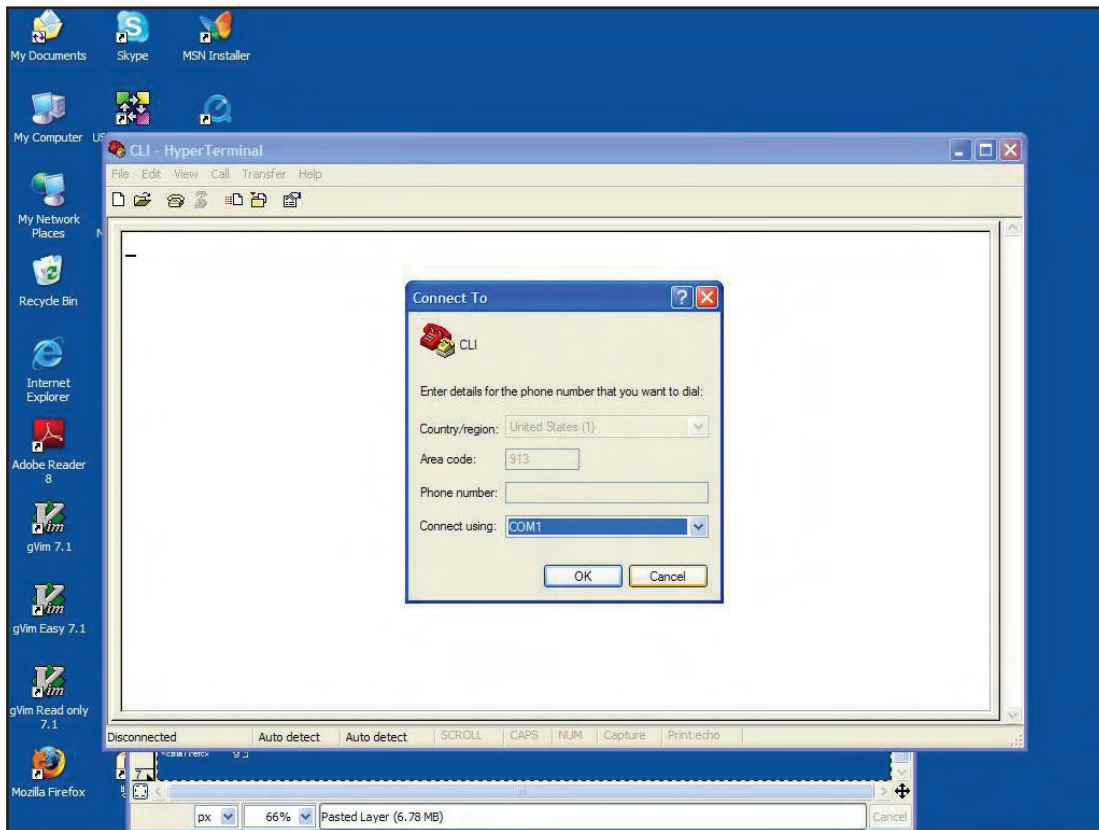 My Documents
Skype
MSN Installer
My Computer
US
CLI - HyperTerminal
File Edit View Call Transfer Help
My Network
Places
N
Recycle Bin
Internet
Explorer
Adobe Reader
8
gVim 7.1
gVim Easy 7.1
gVim Read only
7.1
Mozilla Firefox
Connect To
CLI
Enter details for the phone number that you want to dial:
Country/region: United States (1)
Area code: 913
Phone number:
Connect using: COM1
OK Cancel
Disconnected Auto detect Auto detect SCROLL CAPS NUM Capture Print echo
px 66% Pasted Layer (6.78 MB) Cancel